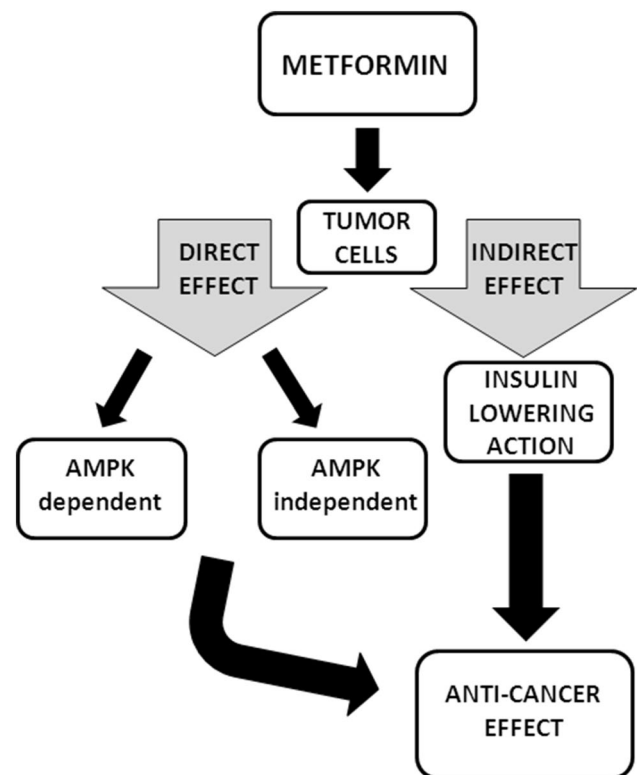 METFORMIN
TUMOR
CELLS
DIRECT
EFFECT
INDIRECT
EFFECT
AMPK
dependent
AMPK
independent
INSULIN
LOWERING
ACTION
ANTI-CANCER
EFFECT